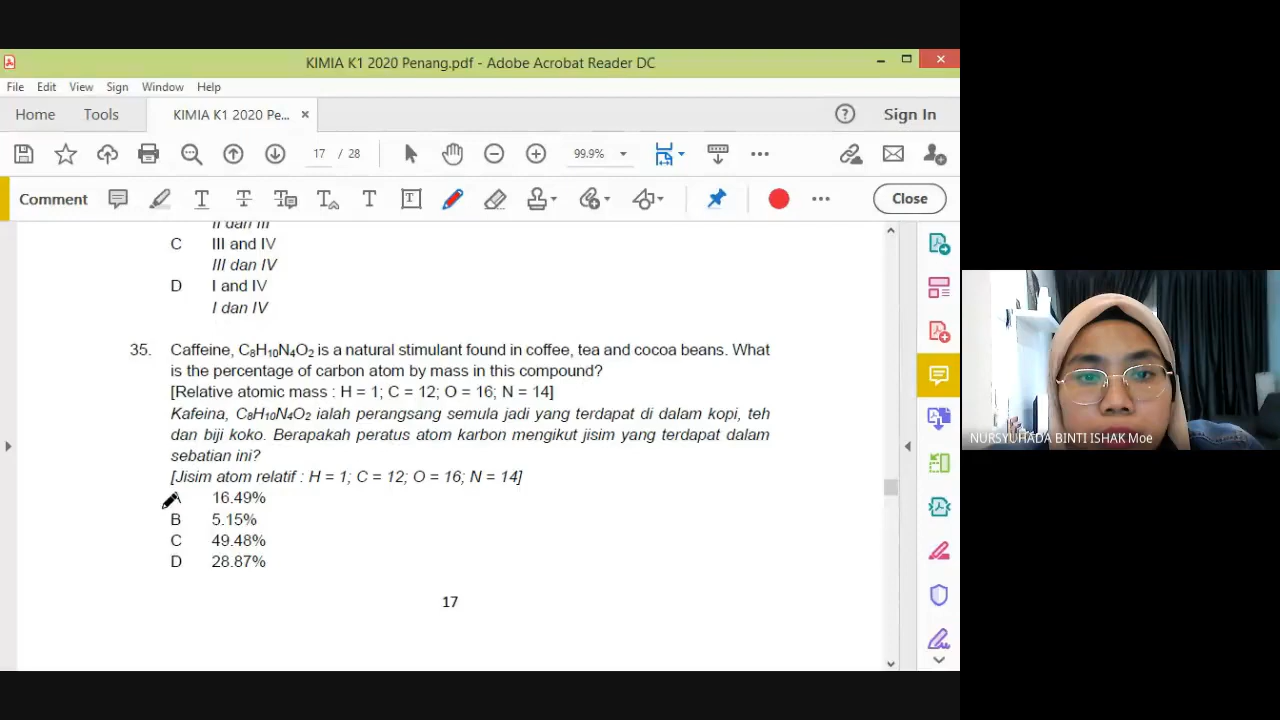 KIMIA K1 2020 Penang.pdf - Adobe Acrobat Reader DC
File Edit View Sign Window Help
Home Tools KIMIA K1 2020 Pe... × Sign In
17 / 28 99.9%
Comment Close
II dan III
C III and IV
III dan IV
D I and IV
I dan IV
35. Caffeine, C₈H₁₀N₄O₂ is a natural stimulant found in coffee, tea and cocoa beans. What
is the percentage of carbon atom by mass in this compound?
[Relative atomic mass : H = 1; C = 12; O = 16; N = 14]
Kafeina, C₈H₁₀N₄O₂ ialah perangsang semula jadi yang terdapat di dalam kopi, teh
dan biji koko. Berapakah peratus atom karbon mengikut jisim yang terdapat dalam
sebatian ini?
[Jisim atom relatif : H = 1; C = 12; O = 16; N = 14]
A 16.49%
B 5.15%
C 49.48%
D 28.87%
17
NURSYUHADA BINTI ISHAK Moe